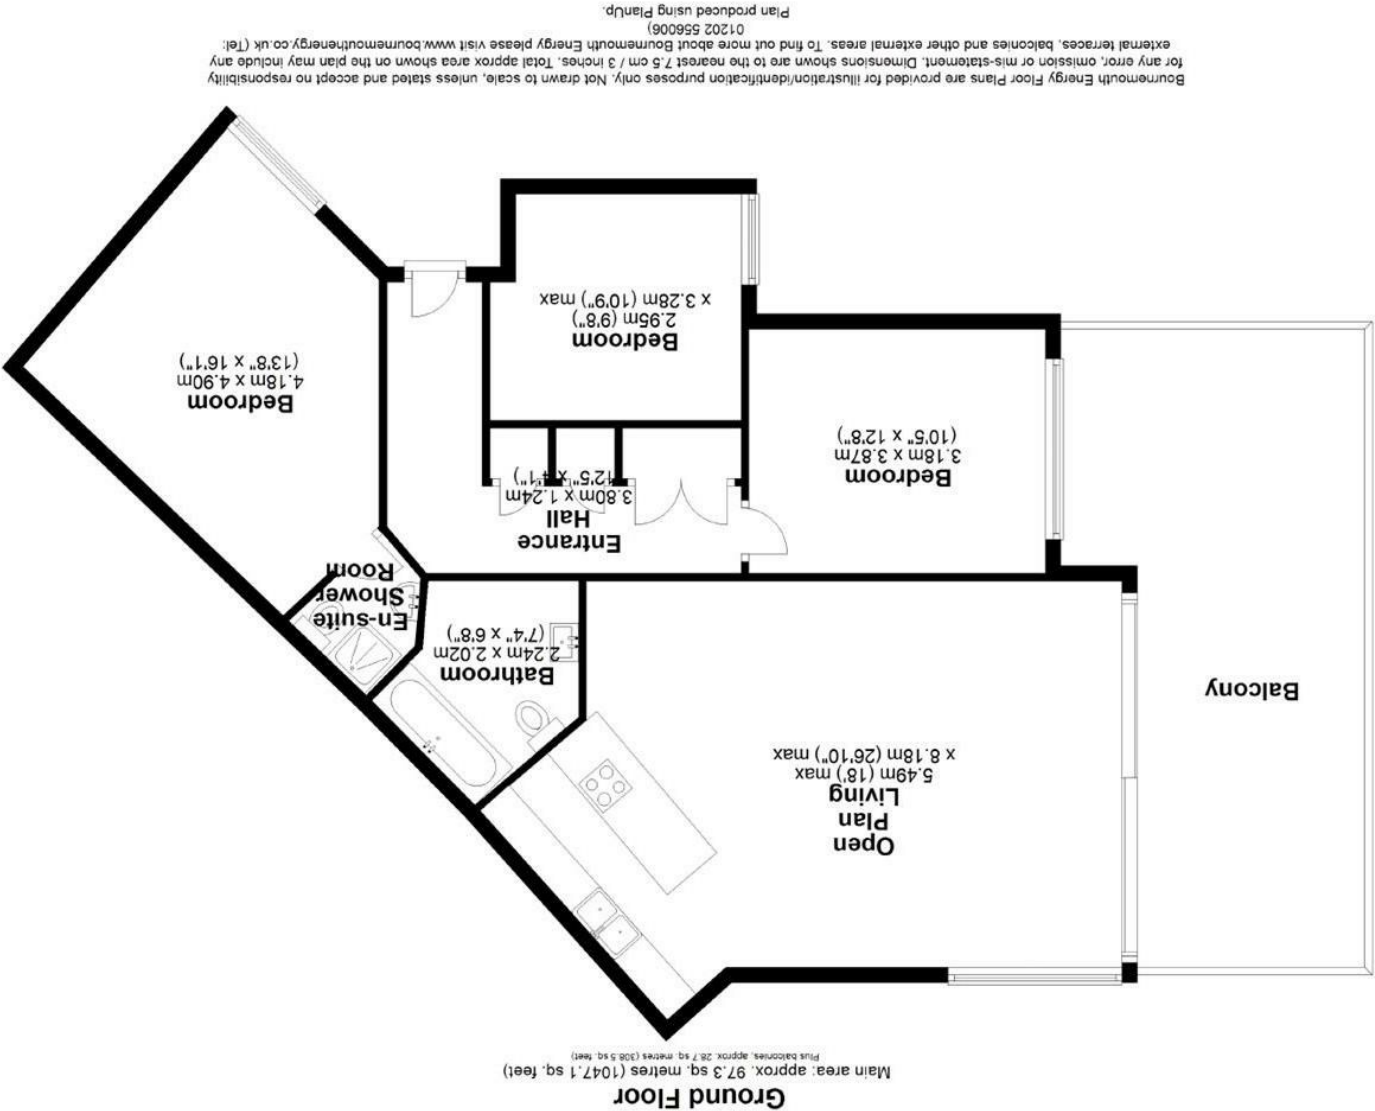 Ground Floor
Main area: approx. 97.3 sq. metres (1047.1 sq. feet)
Plus balconies, approx. 28.7 sq. metres (308.5 sq. feet)
Open
Plan
Living
5.49m (18') max
x 8.18m (26'10") max
Balcony
Bathroom
2.24m x 2.02m
(7'4" x 6'8")
En-suite
Shower
Room
Entrance
Hall
3.80m x 1.24m
(12'5" x 4'1")
Bedroom
3.18m x 3.87m
(10'5" x 12'8")
Bedroom
4.18m x 4.90m
(13'8" x 16'1")
Bedroom
2.95m (9'8")
x 3.28m (10'9") max
Bournemouth Energy Floor Plans are provided for illustration/identification purposes only. Not drawn to scale, unless stated and accept no responsibility
for any error, omission or mis-statement. Dimensions shown are to the nearest 7.5 cm / 3 inches. Total approx area shown on the plan may include any
external terraces, balconies and other external areas. To find out more about Bournemouth Energy please visit www.bournemouthenergy.co.uk (Tel:
01202 556006)
Plan produced using PlanUp.